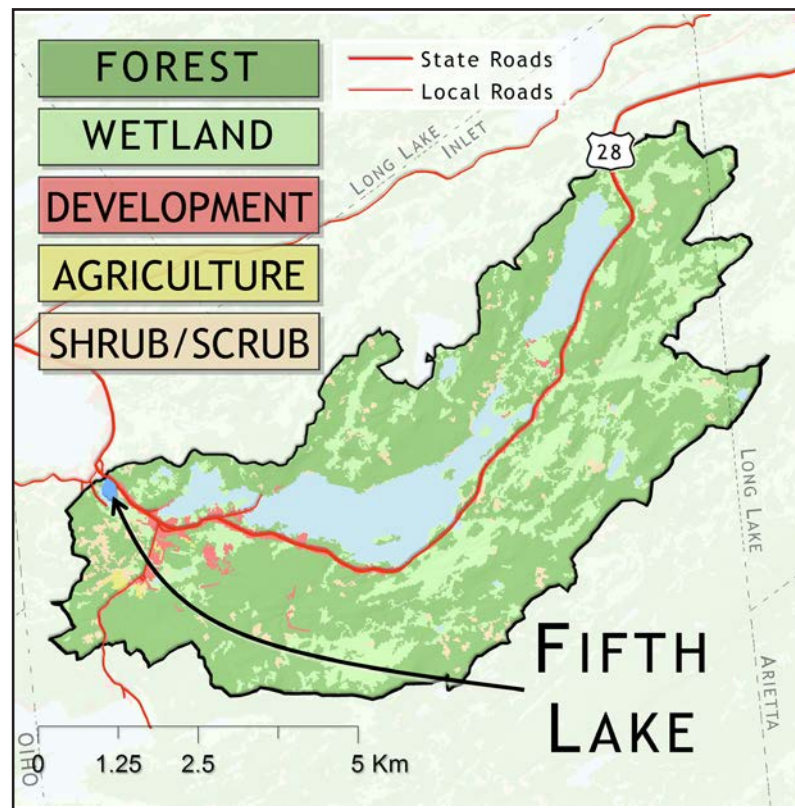 FOREST
WETLAND
DEVELOPMENT
AGRICULTURE
SHRUB/SCRUB
State Roads
Local Roads
LONG LAKE
INLET
28
LONG LAKE
ARIETTA
FIFTH
LAKE
OHIO
0 1.25 2.5 5 Km